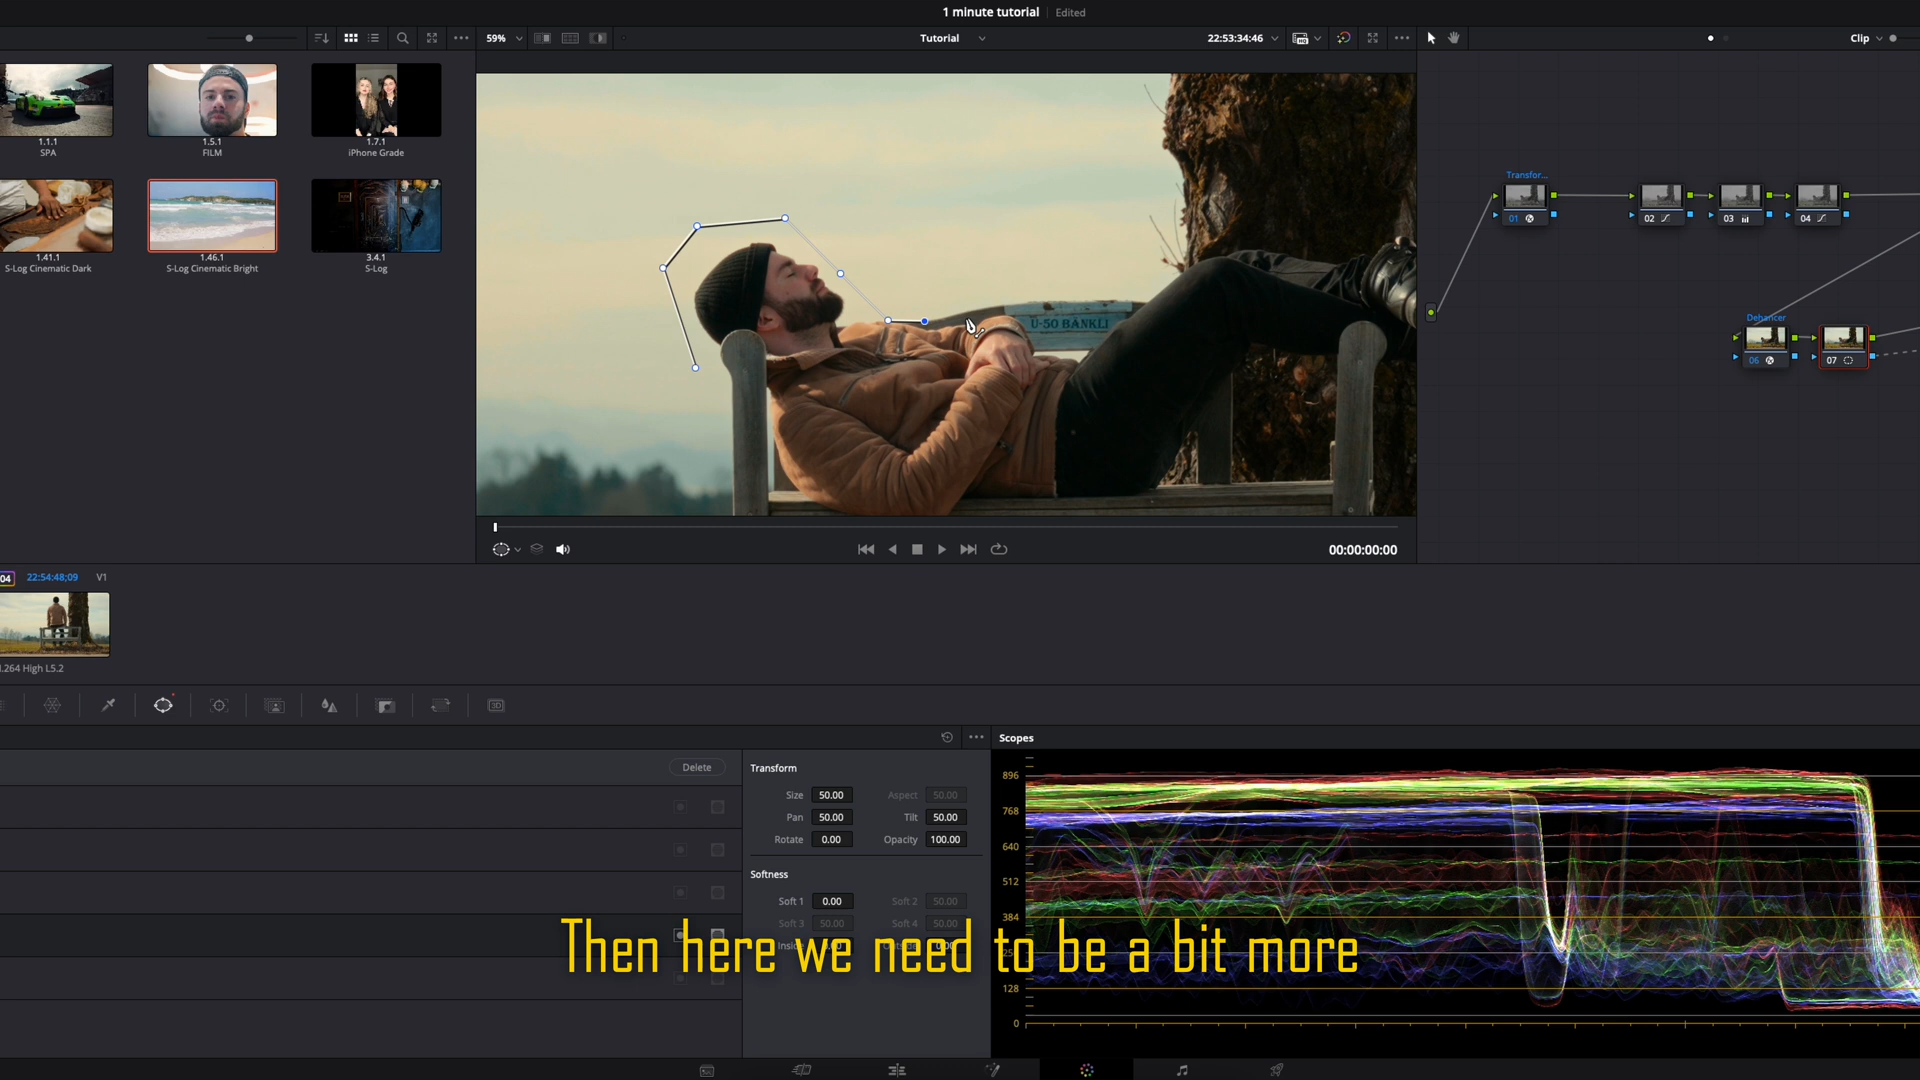 1 minute tutorial Edited
59% Tutorial 22:53:34:46 Clip
1.1.1
SPA
1.5.1
FILM
1.7.1
iPhone Grade
1.41.1
S-Log Cinematic Dark
1.46.1
S-Log Cinematic Bright
3.4.1
S-Log
Ü-50 BANKLI
Transfor...
01
02
03
04
Dehancer
06
07
00:00:00:00
04 22:54:48;09 V1
H.264 High L5.2
3D
Delete
Transform
Size 50.00 Aspect 50.00
Pan 50.00 Tilt 50.00
Rotate 0.00 Opacity 100.00
Softness
Soft 1 0.00 Soft 2 50.00
Soft 3 50.00 Soft 4 50.00
Scopes
896
768
640
512
384
128
0
Then here we need to be a bit more